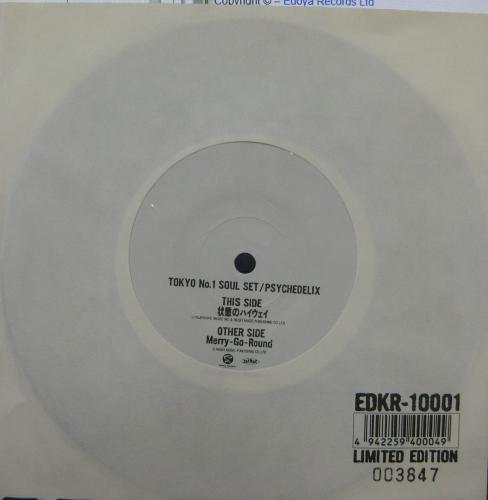 Copyright © – Edoya Records Ltd
TOKYO No.1 SOUL SET/PSYCHEDELIX
THIS SIDE
状態のハイウェイ
OTHER SIDE
Merry-Go-Round
EDKR-10001
4 942259 400049
LIMITED EDITION
003847